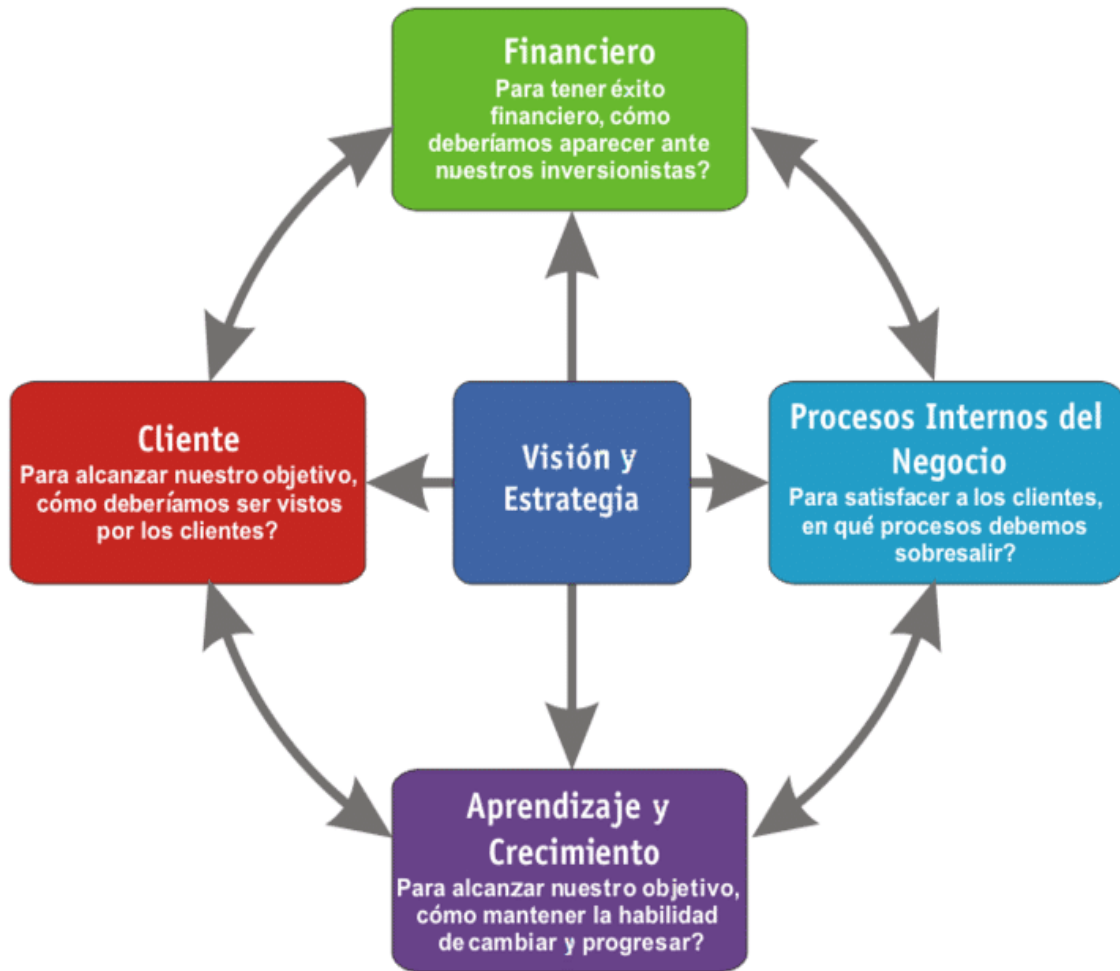 Financiero
Para tener éxito
financiero, cómo
deberíamos aparecer ante
nuestros inversionistas?
Cliente
Para alcanzar nuestro objetivo,
cómo deberíamos ser vistos
por los clientes?
Visión y
Estrategia
Procesos Internos del
Negocio
Para satisfacer a los clientes,
en qué procesos debemos
sobresalir?
Aprendizaje y
Crecimiento
Para alcanzar nuestro objetivo,
cómo mantener la habilidad
de cambiar y progresar?